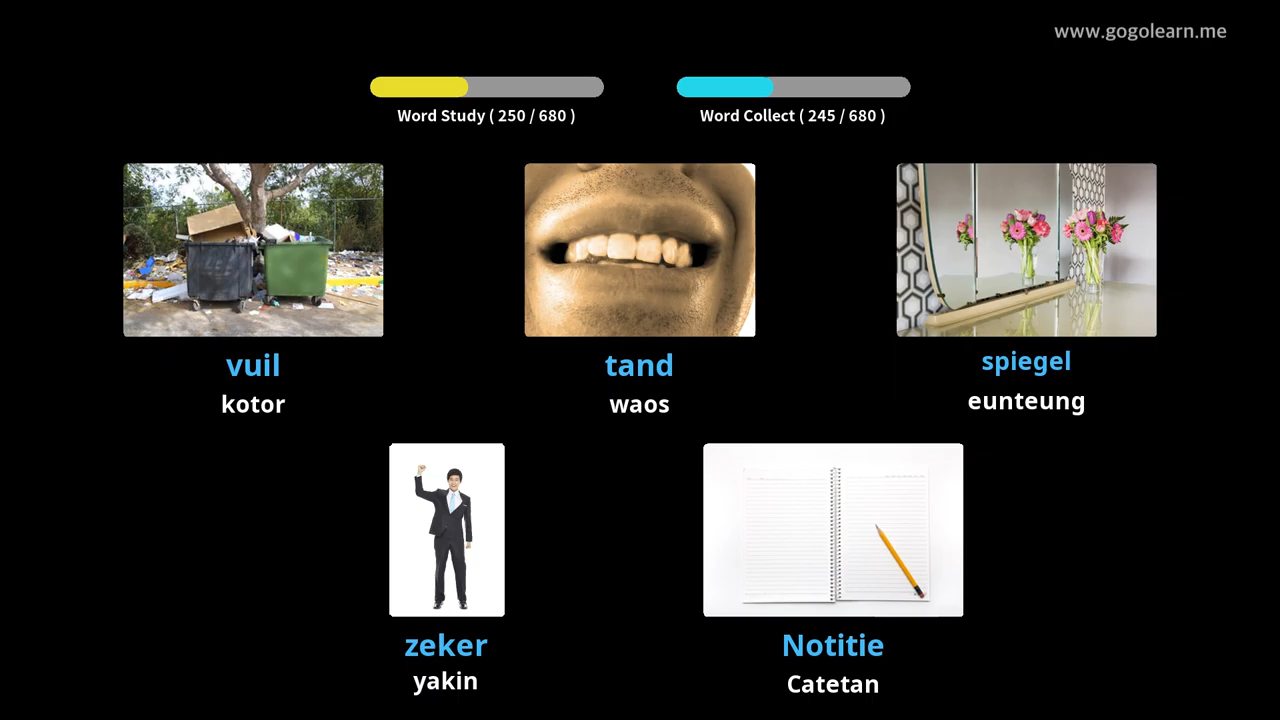 www.gogolearn.me
Word Study ( 250 / 680 )
Word Collect ( 245 / 680 )
vuil
kotor
tand
waos
spiegel
eunteung
zeker
yakin
Notitie
Catetan